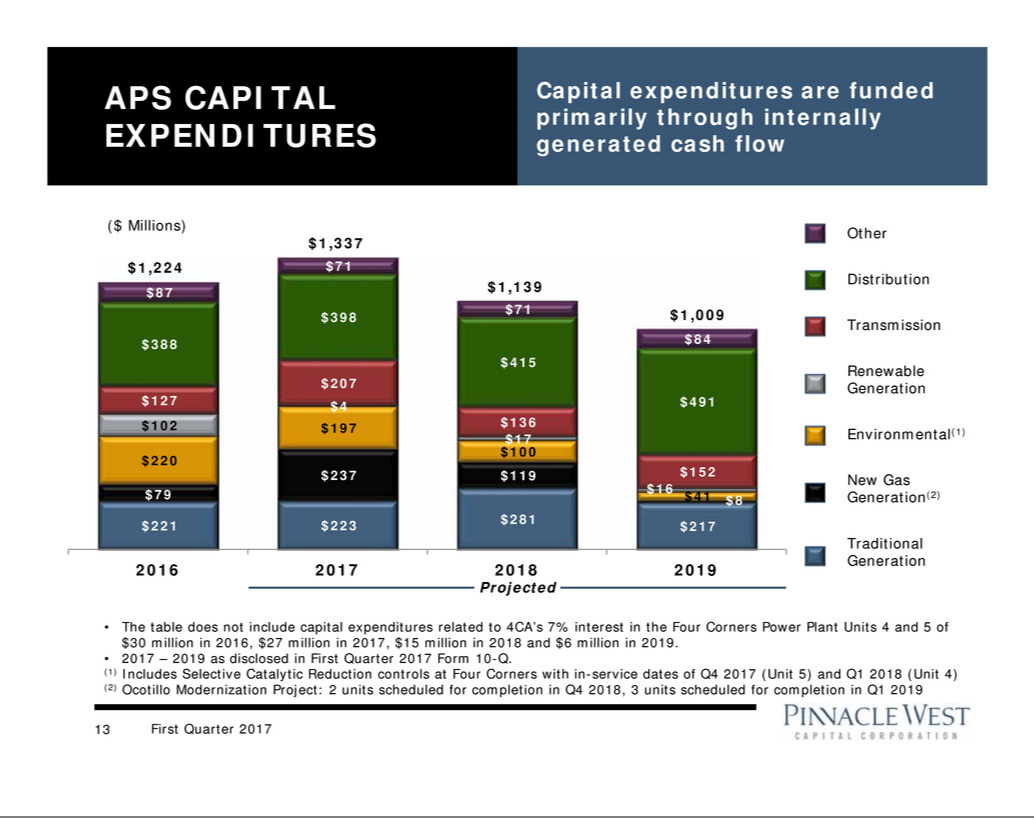 APS CAPITAL
EXPENDITURES
Capital expenditures are funded
primarily through internally
generated cash flow
($ Millions)
$1,224
$87
$388
$127
$102
$220
$79
$221
$1,337
$71
$398
$207
$4
$197
$237
$223
$1,139
$71
$415
$136
$17
$100
$119
$281
$1,009
$84
$491
$152
$16
$41
$8
$217
2016
2017
2018
2019
Projected
Other
Distribution
Transmission
Renewable
Generation
Environmental(1)
New Gas
Generation(2)
Traditional
Generation
• The table does not include capital expenditures related to 4CA's 7% interest in the Four Corners Power Plant Units 4 and 5 of
$30 million in 2016, $27 million in 2017, $15 million in 2018 and $6 million in 2019.
• 2017 – 2019 as disclosed in First Quarter 2017 Form 10-Q.
(1) Includes Selective Catalytic Reduction controls at Four Corners with in-service dates of Q4 2017 (Unit 5) and Q1 2018 (Unit 4)
(2) Ocotillo Modernization Project: 2 units scheduled for completion in Q4 2018, 3 units scheduled for completion in Q1 2019
13 First Quarter 2017
PINNACLE WEST
CAPITAL CORPORATION